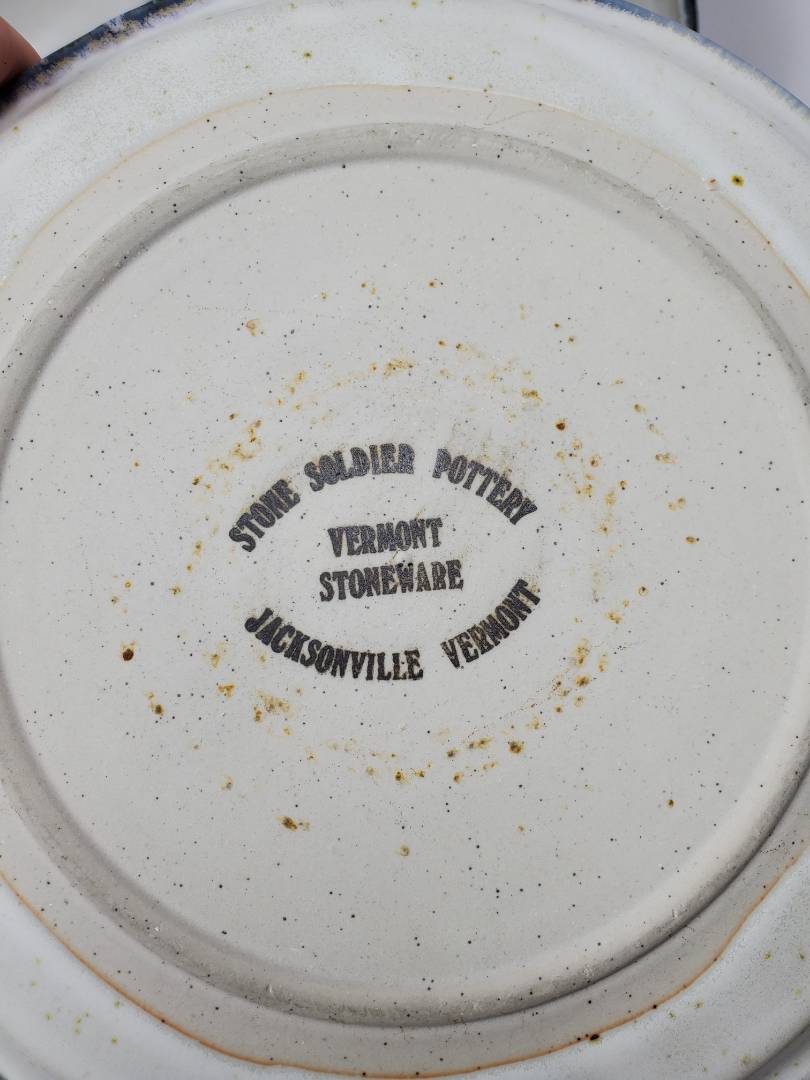 STONE SOLDIER POTTERY
VERMONT
STONEWARE
JACKSONVILLE VERMONT